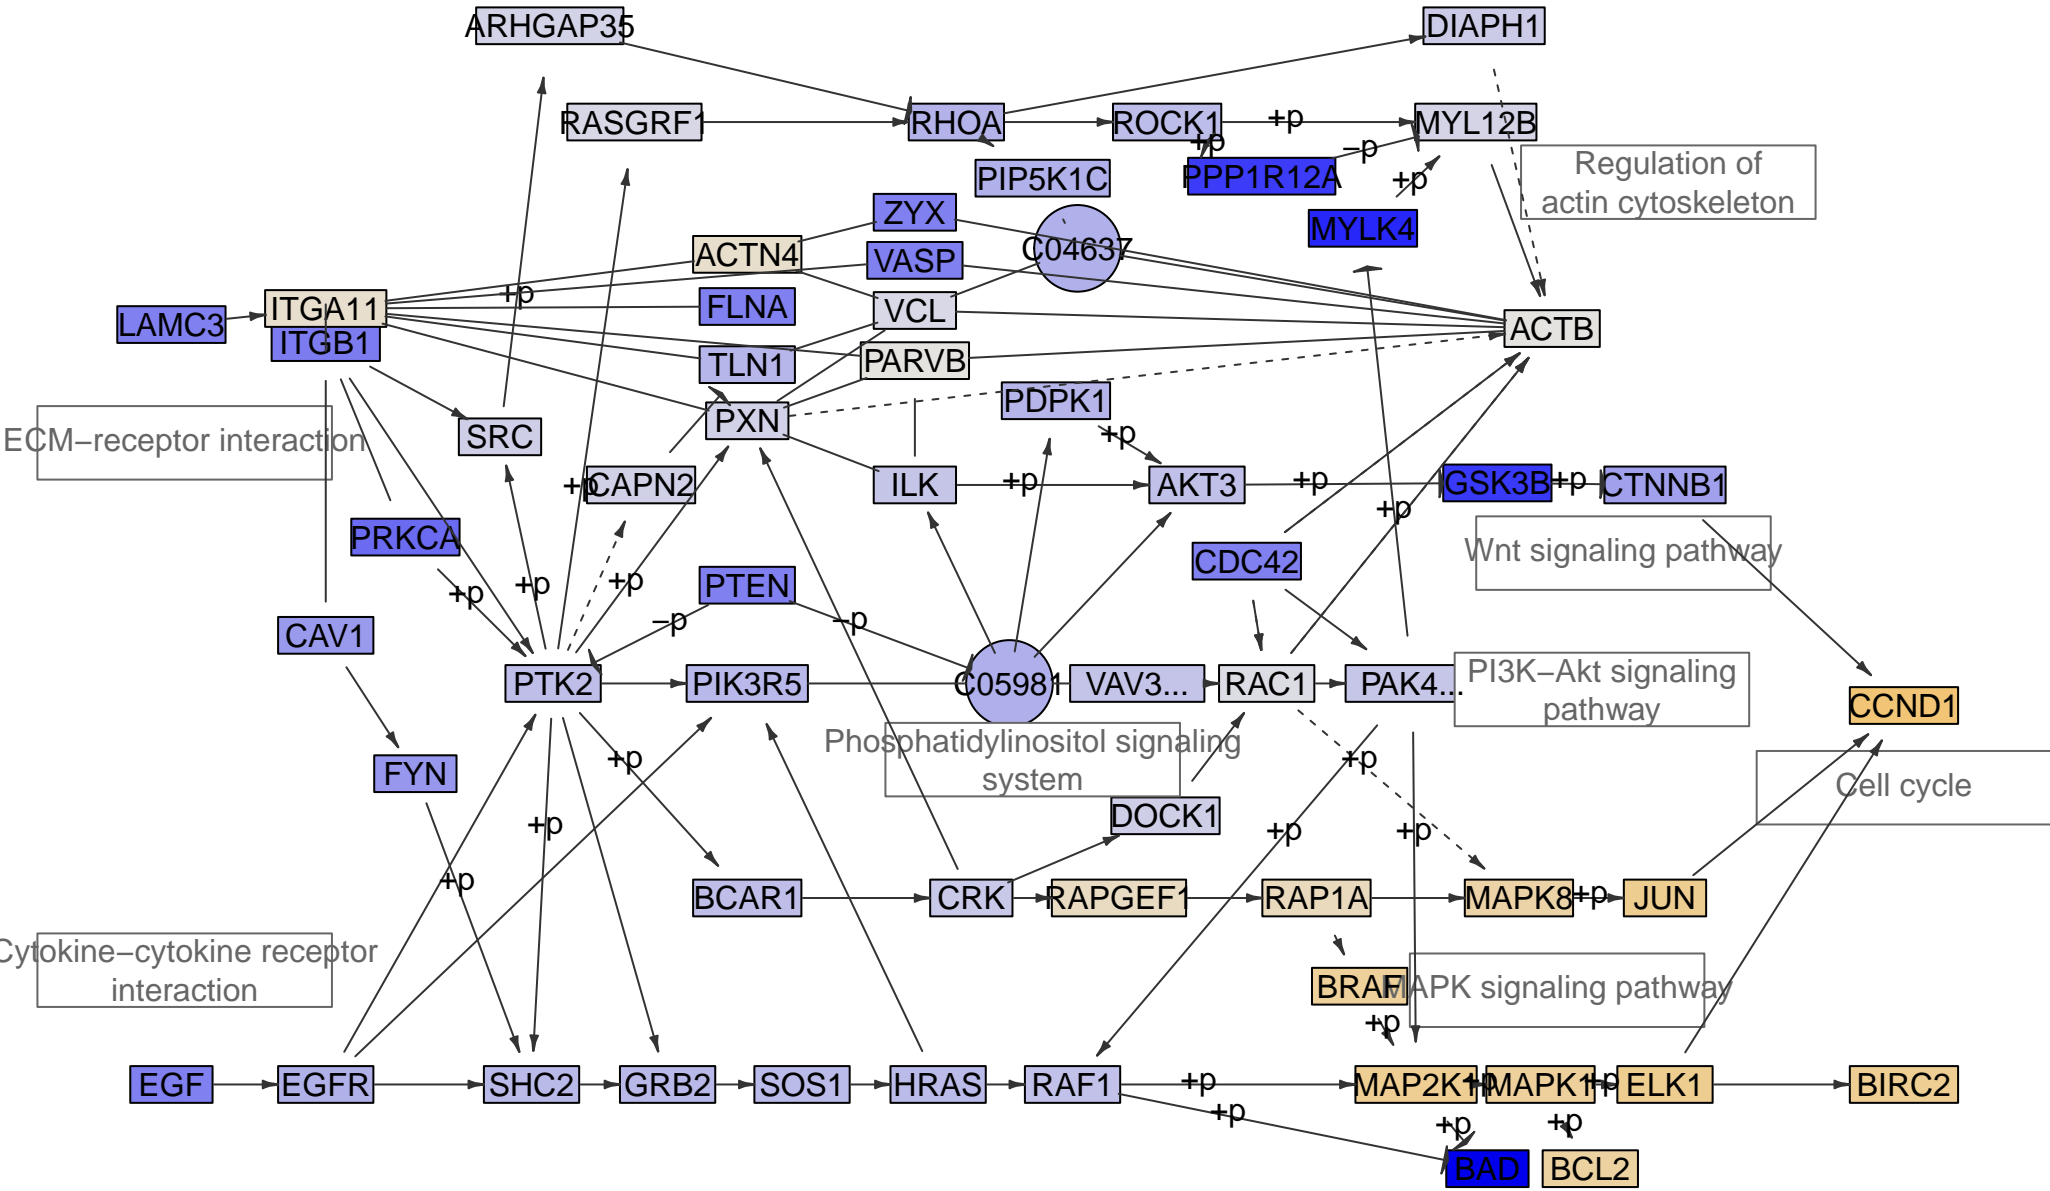 ARHGAP35
DIAPH1
RASGRF1
RHOA
ROCK1
+p
MYL12B
+p
−p
PIP5K1C
PPP1R12A
+p
Regulation of
actin cytoskeleton
ZYX
MYLK4
ACTN4
VASP
C04637
+p
LAMC3
ITGA11
FLNA
VCL
ITGB1
ACTB
TLN1
PARVB
PDPK1
ECM−receptor interaction
SRC
PXN
+p
+p
CAPN2
ILK
+p
AKT3
+p
GSK3B
+p
CTNNB1
+p
PRKCA
Wnt signaling pathway
CDC42
+p
+p
+p
PTEN
−p
−p
CAV1
PTK2
PIK3R5
C05981
VAV3...
RAC1
PAK4...
PI3K−Akt signaling
pathway
CCND1
Phosphatidylinositol signaling
system
+p
+p
FYN
Cell cycle
DOCK1
+p
+p
+p
+p
BCAR1
CRK
RAPGEF1
RAP1A
MAPK8
+p
JUN
Cytokine−cytokine receptor
interaction
BRAF
MAPK signaling pathway
+p
EGF
EGFR
SHC2
GRB2
SOS1
HRAS
RAF1
+p
MAP2K1
+p
MAPK1
+p
ELK1
BIRC2
+p
+p
+p
BAD
BCL2